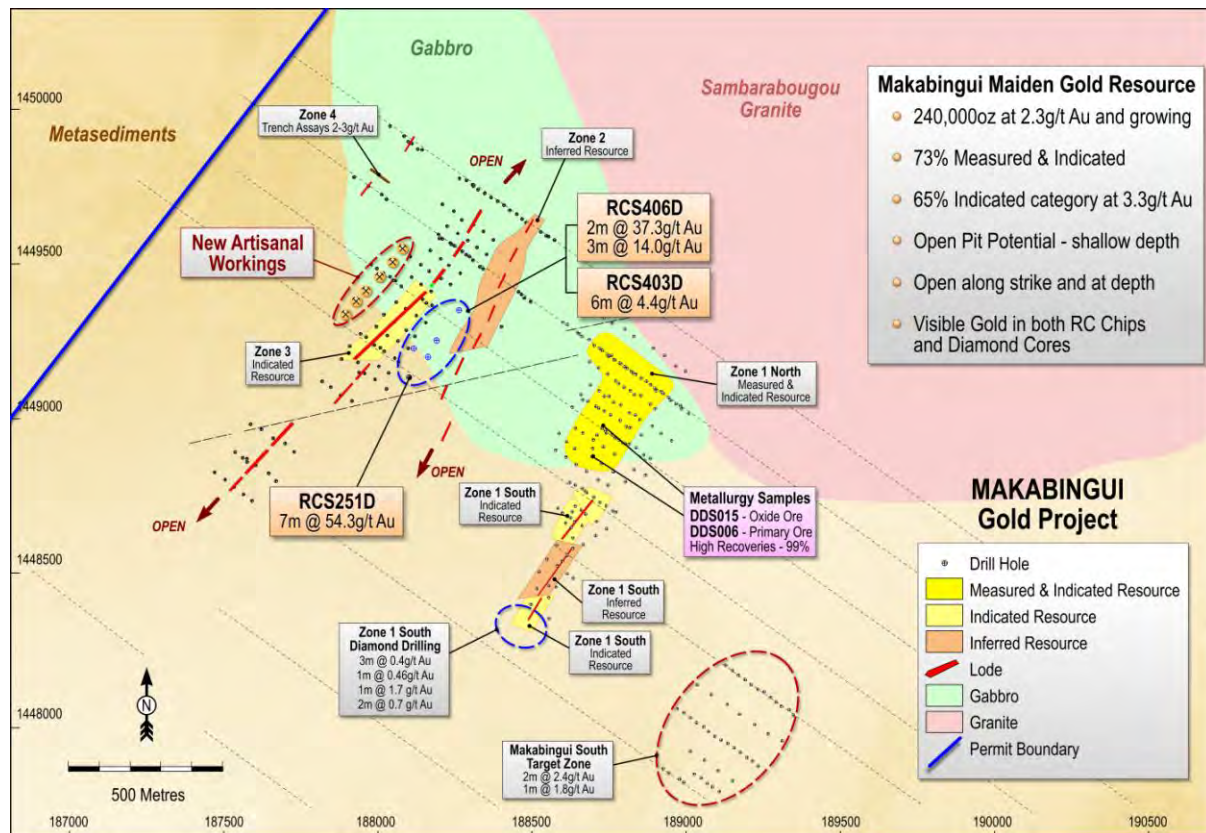 Gabbro
Sambarabougou
Granite
Metasediments
Zone 4
Trench Assays 2-3g/t Au
OPEN
Zone 2
Inferred Resource
RCS406D
2m @ 37.3g/t Au
3m @ 14.0g/t Au
RCS403D
6m @ 4.4g/t Au
New Artisanal
Workings
Zone 3
Indicated
Resource
Zone 1 North
Measured &
Indicated Resource
OPEN
RCS251D
7m @ 54.3g/t Au
OPEN
Zone 1 South
Indicated
Resource
Metallurgy Samples
DDS015 - Oxide Ore
DDS006 - Primary Ore
High Recoveries - 99%
Zone 1 South
Inferred
Resource
Zone 1 South
Indicated
Resource
Zone 1 South
Diamond Drilling
3m @ 0.4g/t Au
1m @ 0.46g/t Au
1m @ 1.7 g/t Au
2m @ 0.7 g/t Au
Makabingui South
Target Zone
2m @ 2.4g/t Au
1m @ 1.8g/t Au
Makabingui Maiden Gold Resource
240,000oz at 2.3g/t Au and growing
73% Measured & Indicated
65% Indicated category at 3.3g/t Au
Open Pit Potential - shallow depth
Open along strike and at depth
Visible Gold in both RC Chips
and Diamond Cores
MAKABINGUI
Gold Project
Drill Hole
Measured & Indicated Resource
Indicated Resource
Inferred Resource
Lode
Gabbro
Granite
Permit Boundary
N
500 Metres
1450000
1449500
1449000
1448500
1448000
187000
187500
188000
188500
189000
189500
190000
190500